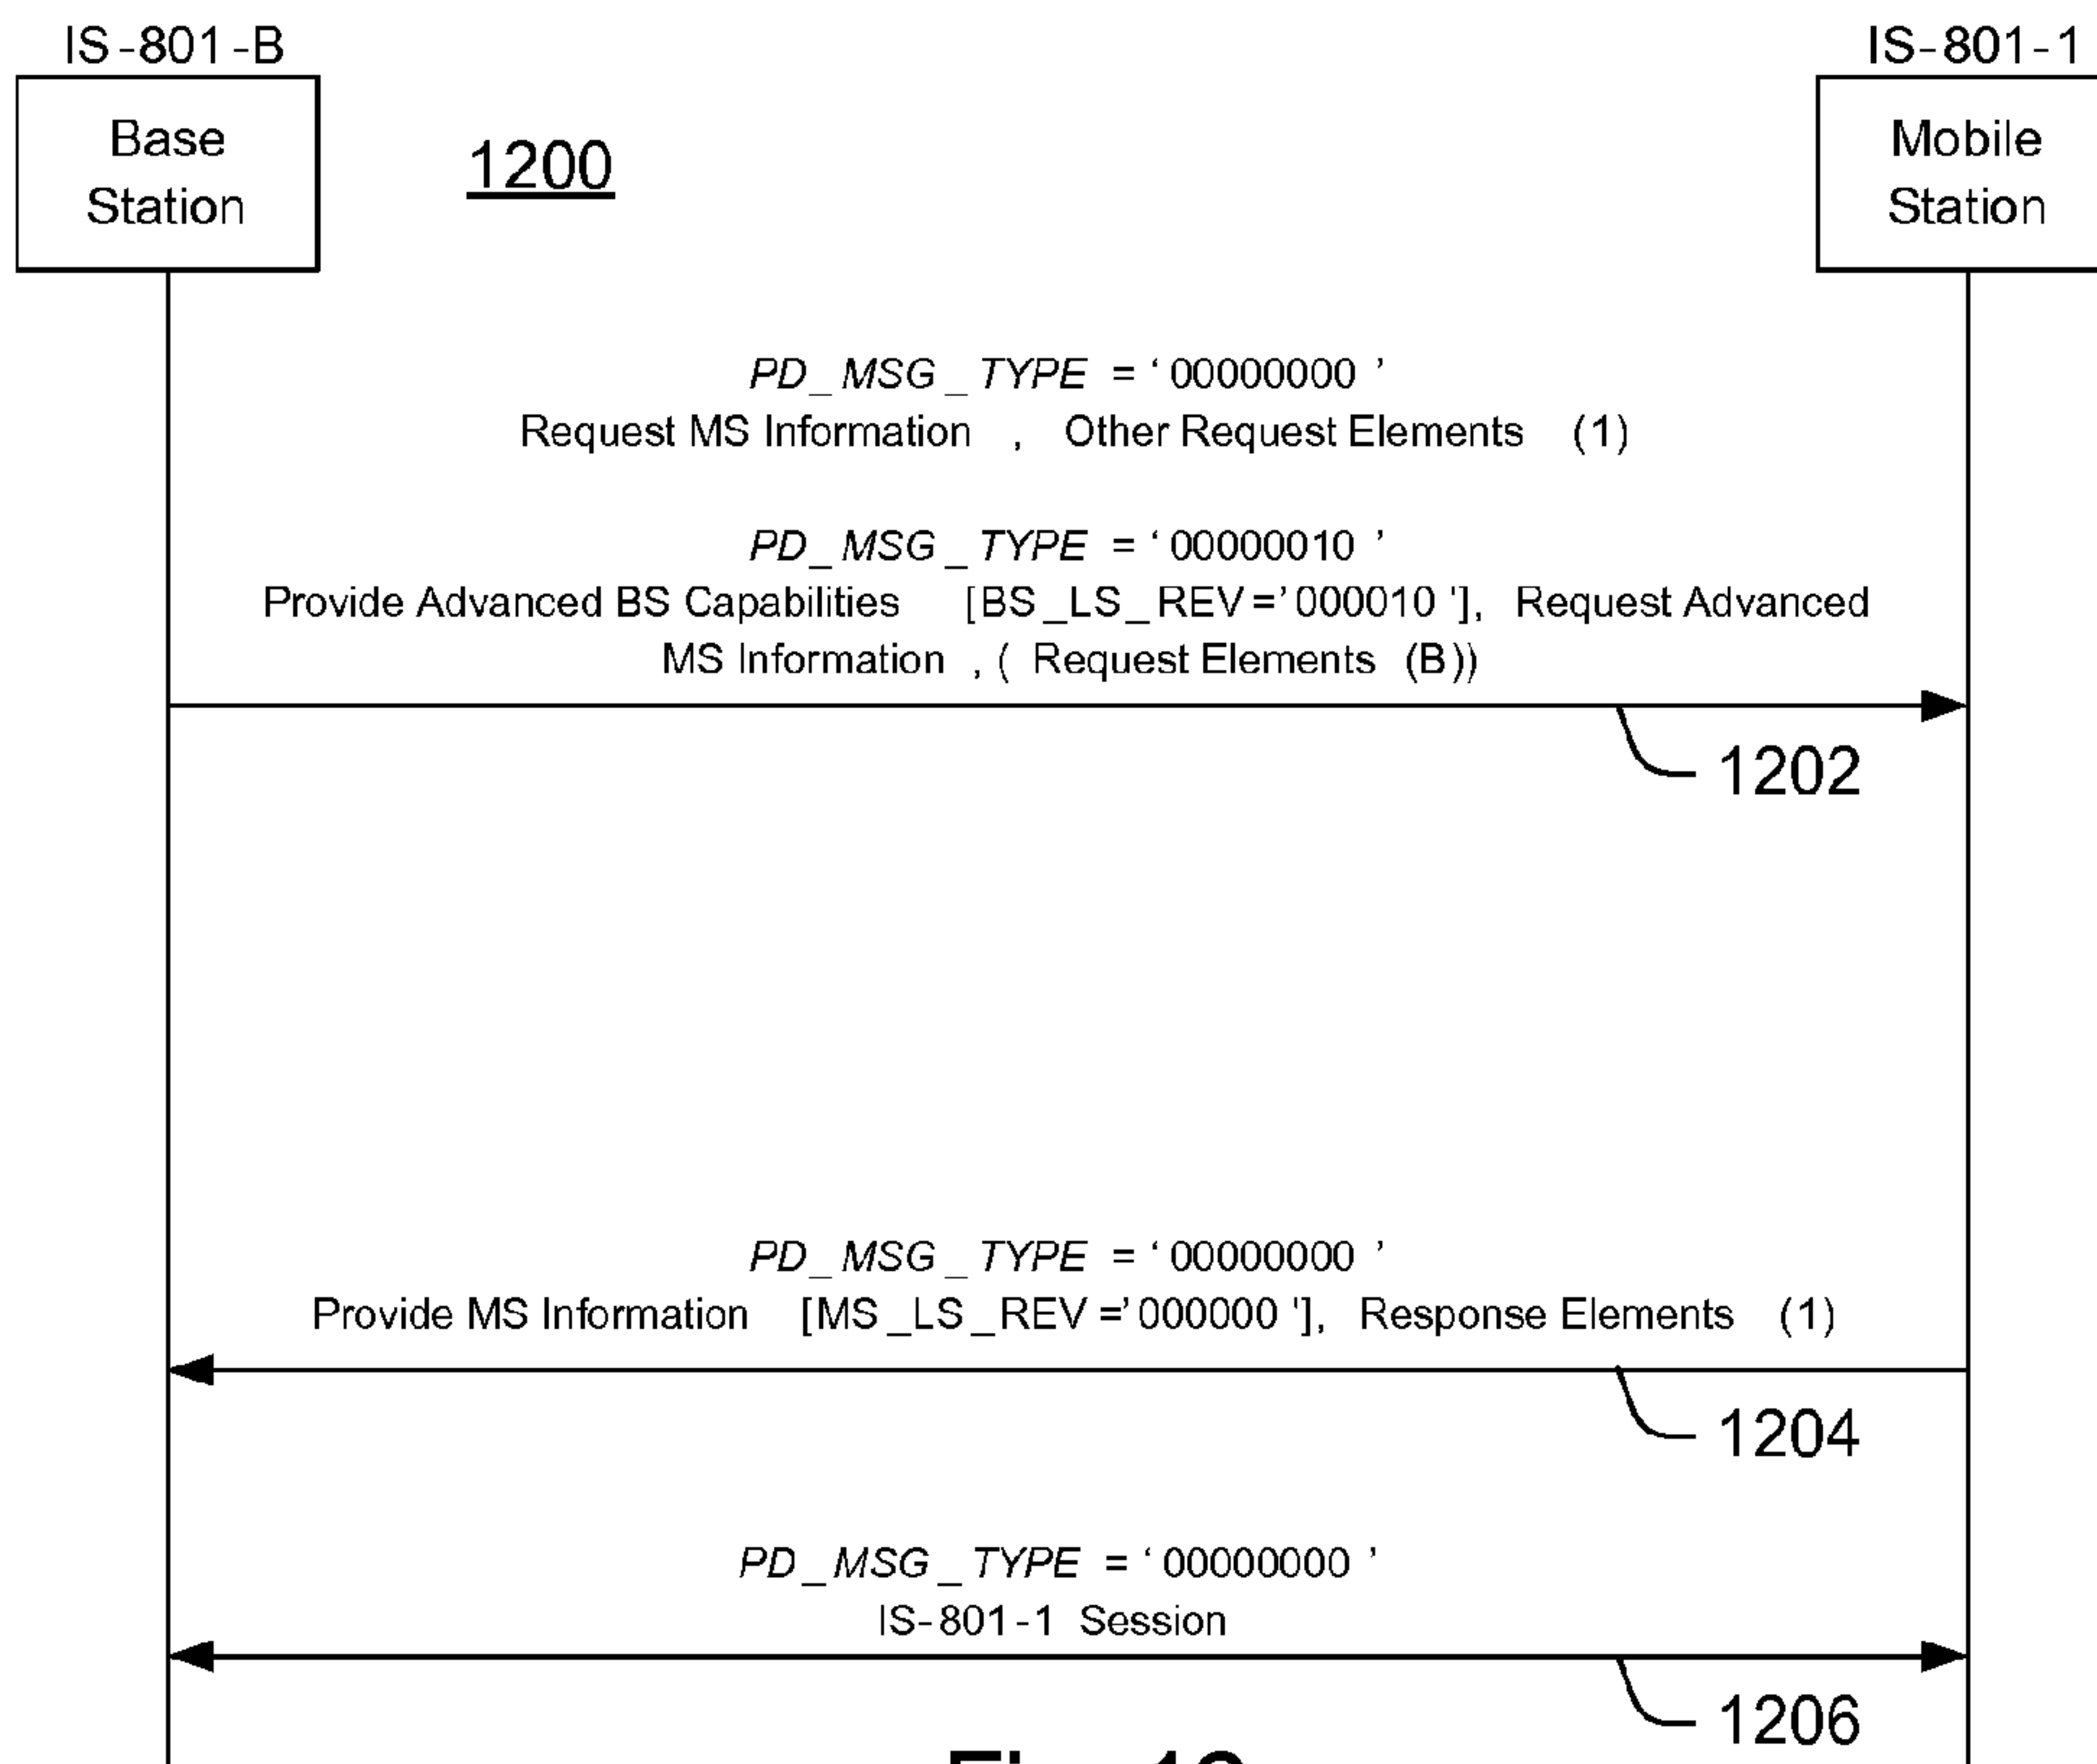 IS-801-B
IS-801-1
Base
Station
1200
Mobile
Station
PD_MSG_TYPE = ‘00000000’
Request MS Information , Other Request Elements (1)
PD_MSG_TYPE = ‘00000010’
Provide Advanced BS Capabilities [BS_LS_REV=’000010'], Request Advanced
MS Information , ( Request Elements (B))
1202
PD_MSG_TYPE = ‘00000000’
Provide MS Information [MS_LS_REV=’000000'], Response Elements (1)
1204
PD_MSG_TYPE = ‘00000000’
IS-801-1 Session
1206